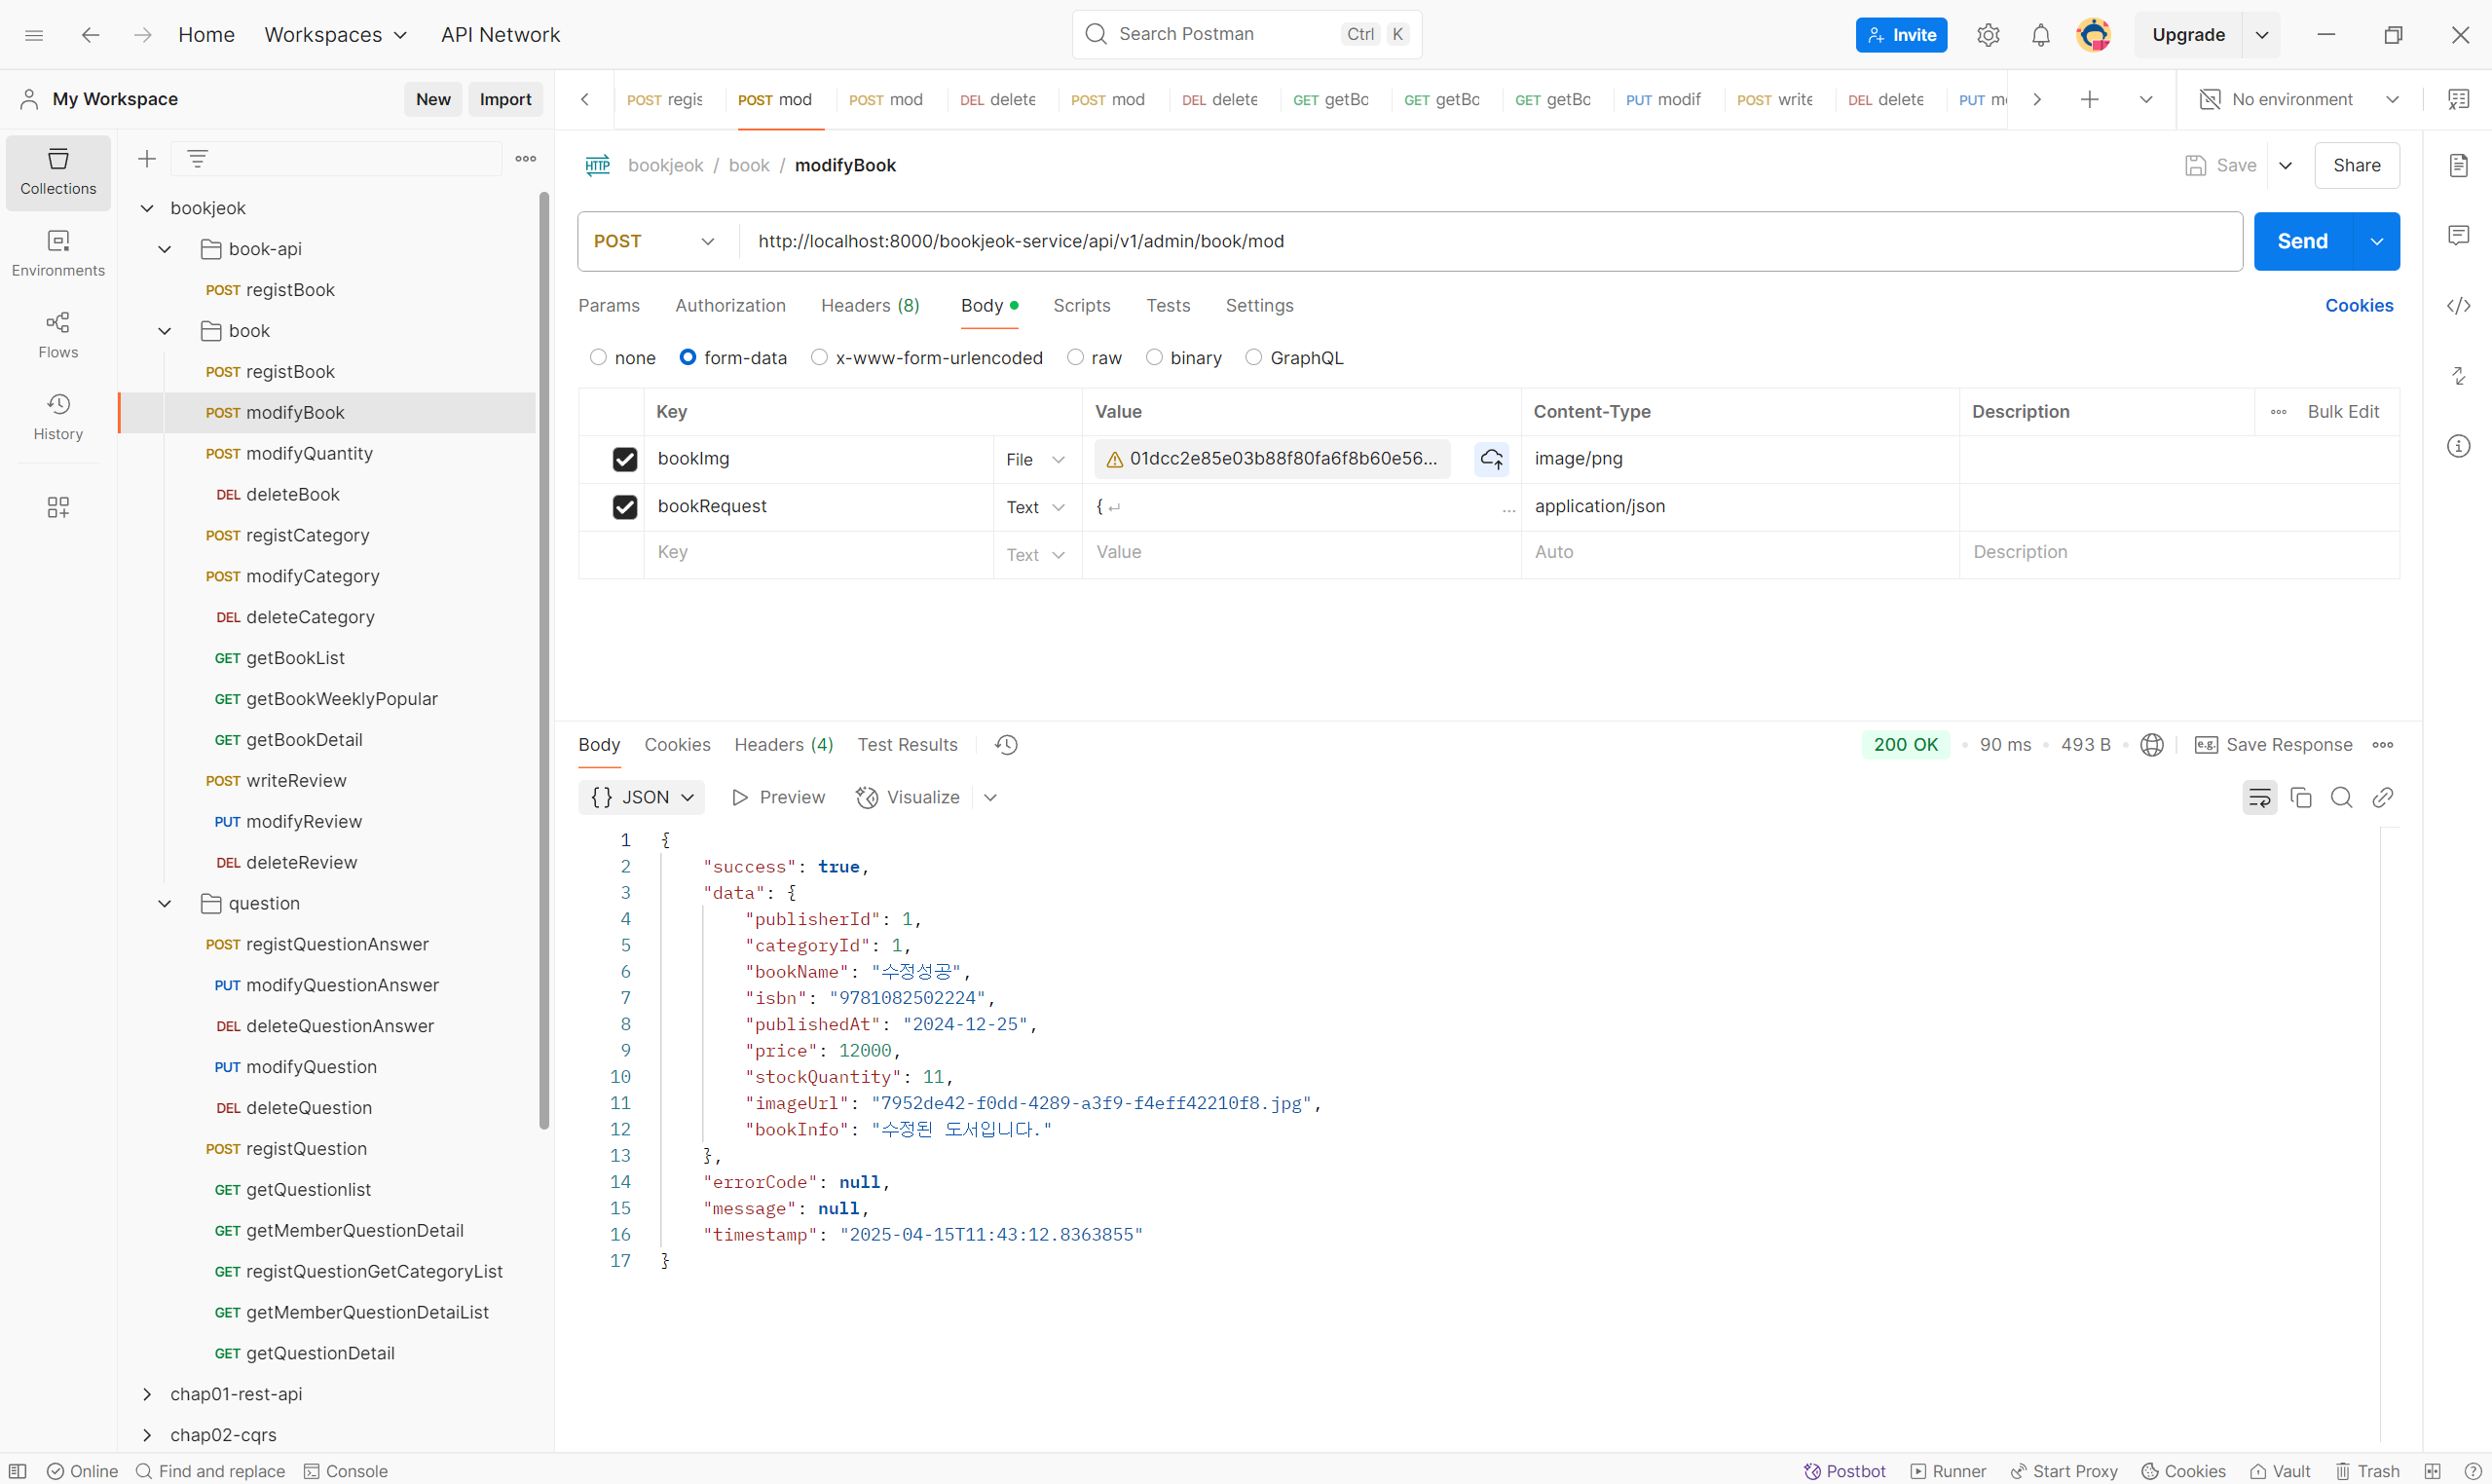 Home Workspaces API Network
Search Postman Ctrl K
Invite Upgrade
My Workspace New Import
POST regis POST mod POST mod DEL delete POST mod DEL delete GET getBo GET getBo GET getBo PUT modif POST write DEL delete PUT mo
No environment
Collections
Environments
Flows
History
bookjeok
book-api
POST registBook
book
POST registBook
POST modifyBook
POST modifyQuantity
DEL deleteBook
POST registCategory
POST modifyCategory
DEL deleteCategory
GET getBookList
GET getBookWeeklyPopular
GET getBookDetail
POST writeReview
PUT modifyReview
DEL deleteReview
question
POST registQuestionAnswer
PUT modifyQuestionAnswer
DEL deleteQuestionAnswer
PUT modifyQuestion
DEL deleteQuestion
POST registQuestion
GET getQuestionlist
GET getMemberQuestionDetail
GET registQuestionGetCategoryList
GET getMemberQuestionDetaiList
GET getQuestionDetail
chap01-rest-api
chap02-cqrs
HTTP bookjeok / book / modifyBook
Save Share
POST http://localhost:8000/bookjeok-service/api/v1/admin/book/mod Send
Params Authorization Headers (8) Body Scripts Tests Settings Cookies
none form-data x-www-form-urlencoded raw binary GraphQL
Key Value Content-Type Description Bulk Edit
bookImg File 01dcc2e85e03b88f80fa6f8b60e56... image/png
bookRequest Text { ↵ ... application/json
Key Text Value Auto Description
Body Cookies Headers (4) Test Results
200 OK • 90 ms • 493 B e.g. Save Response
{} JSON Preview Visualize
1 {
2 "success": true,
3 "data": {
4 "publisherId": 1,
5 "categoryId": 1,
6 "bookName": "수정성공",
7 "isbn": "9781082502224",
8 "publishedAt": "2024-12-25",
9 "price": 12000,
10 "stockQuantity": 11,
11 "imageUrl": "7952de42-f0dd-4289-a3f9-f4eff42210f8.jpg",
12 "bookInfo": "수정된 도서입니다."
13 },
14 "errorCode": null,
15 "message": null,
16 "timestamp": "2025-04-15T11:43:12.8363855"
17 }
Online Find and replace Console
Postbot Runner Start Proxy Cookies Vault Trash